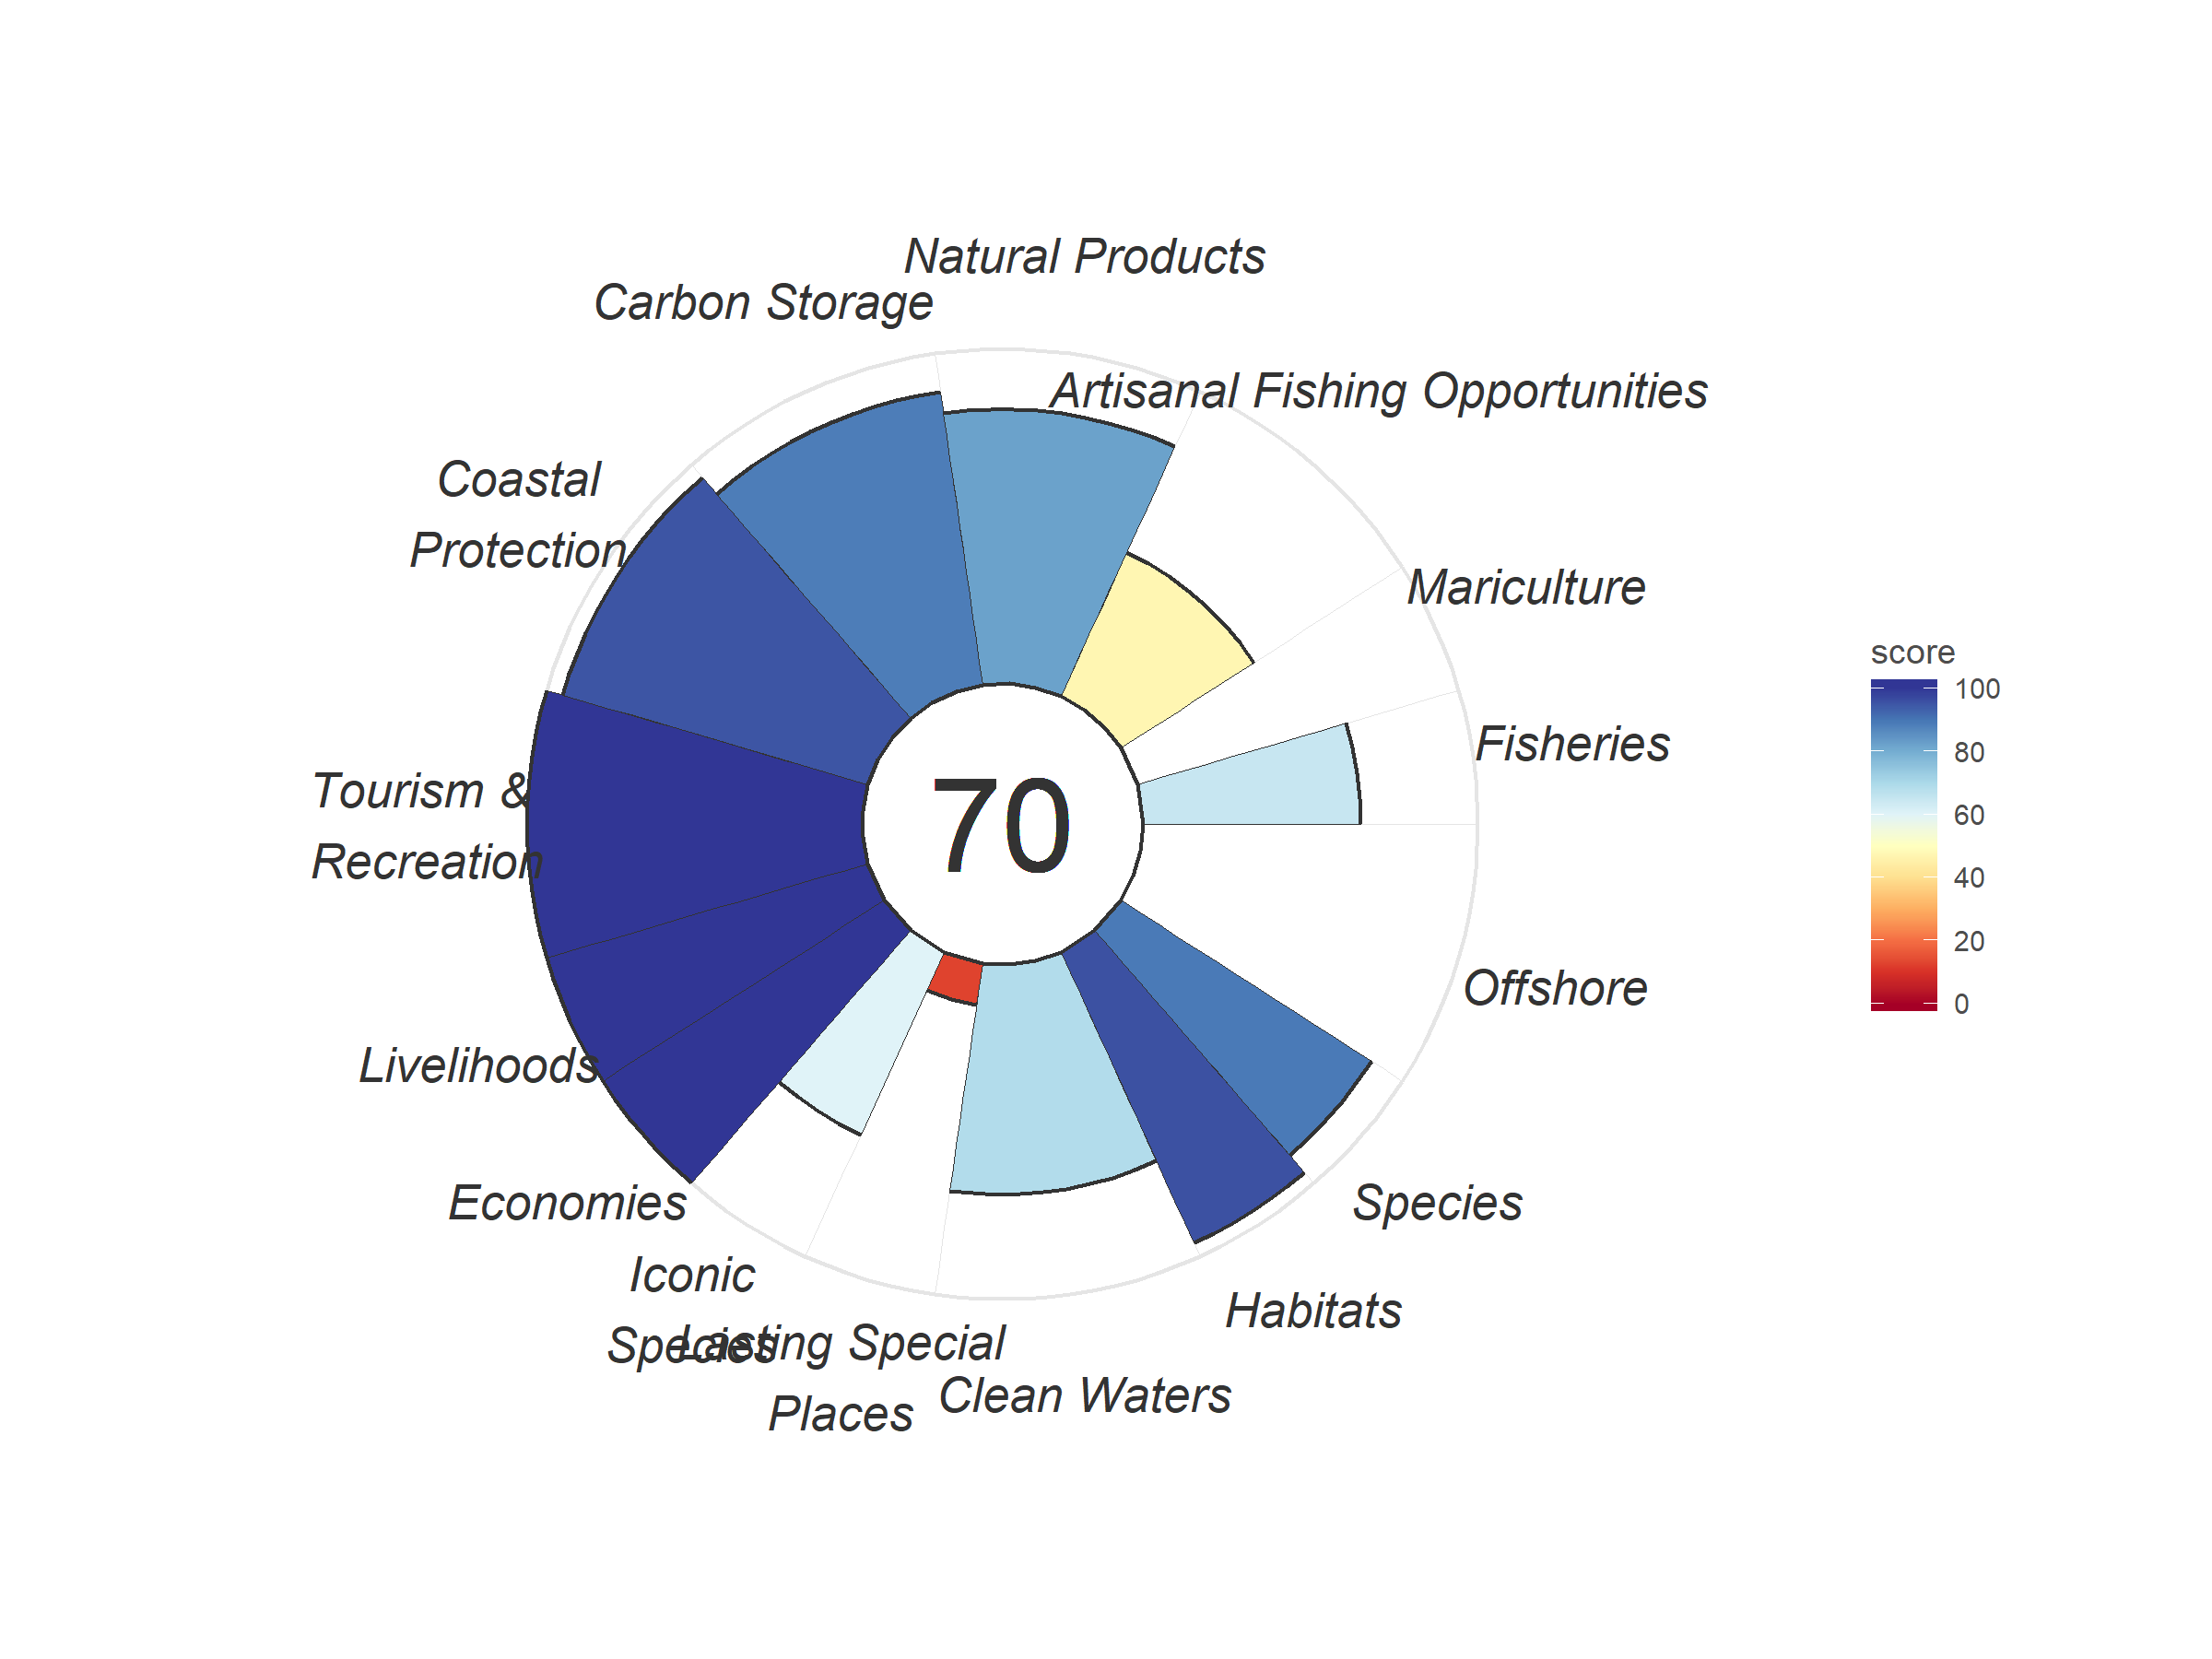 Natural Products
Carbon Storage
Artisanal Fishing Opportunities
Coastal
Protection
Mariculture
Fisheries
Tourism &
Recreation
70
Offshore
Livelihoods
Economies
Species
Iconic
Species
Habitats
Lasting Special
Places
Clean Waters
score
100
80
60
40
20
0